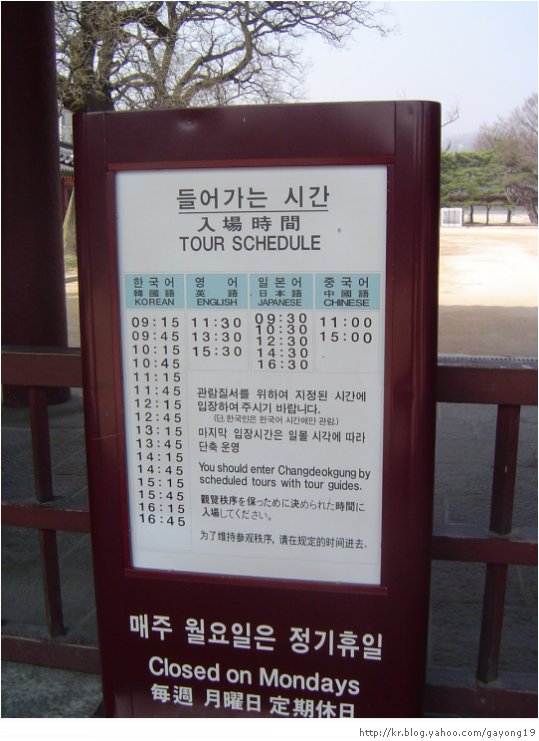 들어가는 시간
入場時間
TOUR SCHEDULE
한국어 영 어 일본어 중국어
韓國語 英 語 日本語 中國語
KOREAN ENGLISH JAPANESE CHINESE
09:15
09:45
10:15
10:45
11:15
11:45
12:15
12:45
13:15
13:45
14:15
14:45
15:15
15:45
16:15
16:45
11:30
13:30
15:30
09:30
10:30
12:30
14:30
16:30
11:00
15:00
관람질서를 위하여 지정된 시간에
입장하여 주시기 바랍니다.
(단, 한국인은 한국어 시간에만 관람.)
마지막 입장시간은 일몰 시각에 따라
단축 운영
You should enter Changdeokgung by
scheduled tours with tour guides.
観覧秩序を保っために決められた時間に
入場してください。
为了维持参观秩序, 请在规定的时间进去。
매주 월요일은 정기휴일
Closed on Mondays
毎週 月曜日 定期休日
http://kr.blog.yahoo.com/gayong19